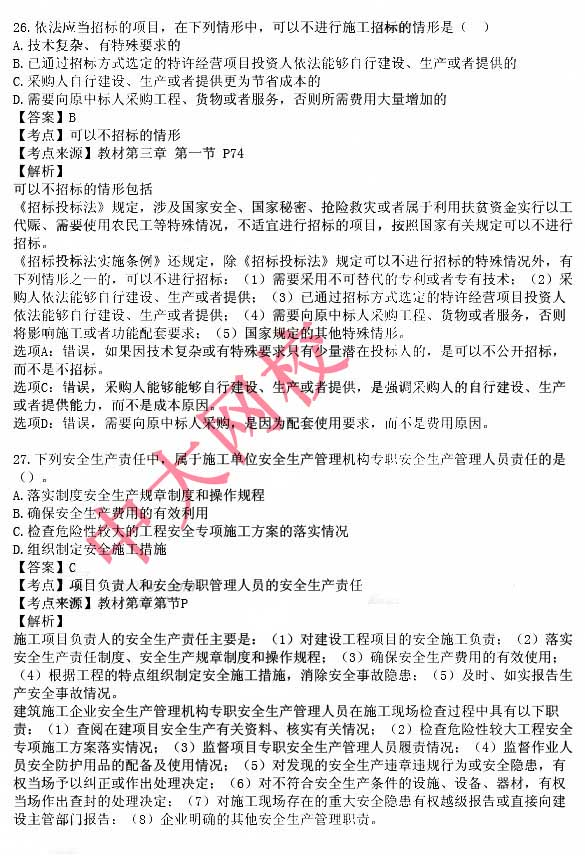 26. 依法应当招标的项目，在下列情形中，可以不进行施工招标的情形是（ ）
A. 技术复杂、有特殊要求的
B. 已通过招标方式选定的特许经营项目投资人依法能够自行建设、生产或者提供的
C. 采购人自行建设、生产或者提供更为节省成本的
D. 需要向原中标人采购工程、货物或者服务，否则所需费用大量增加的
【答案】B
【考点】可以不招标的情形
【考点来源】教材第三章 第一节 P74
【解析】
可以不招标的情形包括
《招标投标法》规定，涉及国家安全、国家秘密、抢险救灾或者属于利用扶贫资金实行以工
代赈、需要使用农民工等特殊情况，不适宜进行招标的项目，按照国家有关规定可以不进行
招标。
《招标投标法实施条例》还规定，除《招标投标法》规定可以不进行招标的特殊情况外，有
下列情形之一的，可以不进行招标：（1）需要采用不可替代的专利或者专有技术；（2）采
购人依法能够自行建设、生产或者提供；（3）已通过招标方式选定的特许经营项目投资人
依法能够自行建设、生产或者提供；（4）需要向原中标人采购工程、货物或者服务，否则
将影响施工或者功能配套要求；（5）国家规定的其他特殊情形。
选项A：错误，如果因技术复杂或有特殊要求只有少量潜在投标人的，是可以不公开招标，
而不是不招标。
选项C：错误，采购人能够能够自行建设、生产或者提供，是强调采购人的自行建设、生产
或者提供能力，而不是成本原因。
选项D：错误，需要向原中标人采购，是因为配套使用要求，而不是费用原因。
27. 下列安全生产责任中，属于施工单位安全生产管理机构专职安全生产管理人员责任的是
（）。
A. 落实制度安全生产规章制度和操作规程
B. 确保安全生产费用的有效利用
C. 检查危险性较大的工程安全专项施工方案的落实情况
D. 组织制定安全施工措施
【答案】C
【考点】项目负责人和安全专职管理人员的安全生产责任
【考点来源】教材第章第节P
【解析】
施工项目负责人的安全生产责任主要是：（1）对建设工程项目的安全施工负责；（2）落实
安全生产责任制度、安全生产规章制度和操作规程；（3）确保安全生产费用的有效使用；
（4）根据工程的特点组织制定安全施工措施，消除安全事故隐患；（5）及时、如实报告生
产安全事故情况。
建筑施工企业安全生产管理机构专职安全生产管理人员在施工现场检查过程中具有以下职
责：（1）查阅在建项目安全生产有关资料、核实有关情况；（2）检查危险性较大工程安全
专项施工方案落实情况；（3）监督项目专职安全生产管理人员履责情况；（4）监督作业人
员安全防护用品的配备及使用情况；（5）对发现的安全生产违章违规行为或安全隐患，有
权当场予以纠正或作出处理决定；（6）对不符合安全生产条件的设施、设备、器材，有权
当场作出查封的处理决定；（7）对施工现场存在的重大安全隐患有权越级报告或直接向建
设主管部门报告；（8）企业明确的其他安全生产管理职责。
中大网校